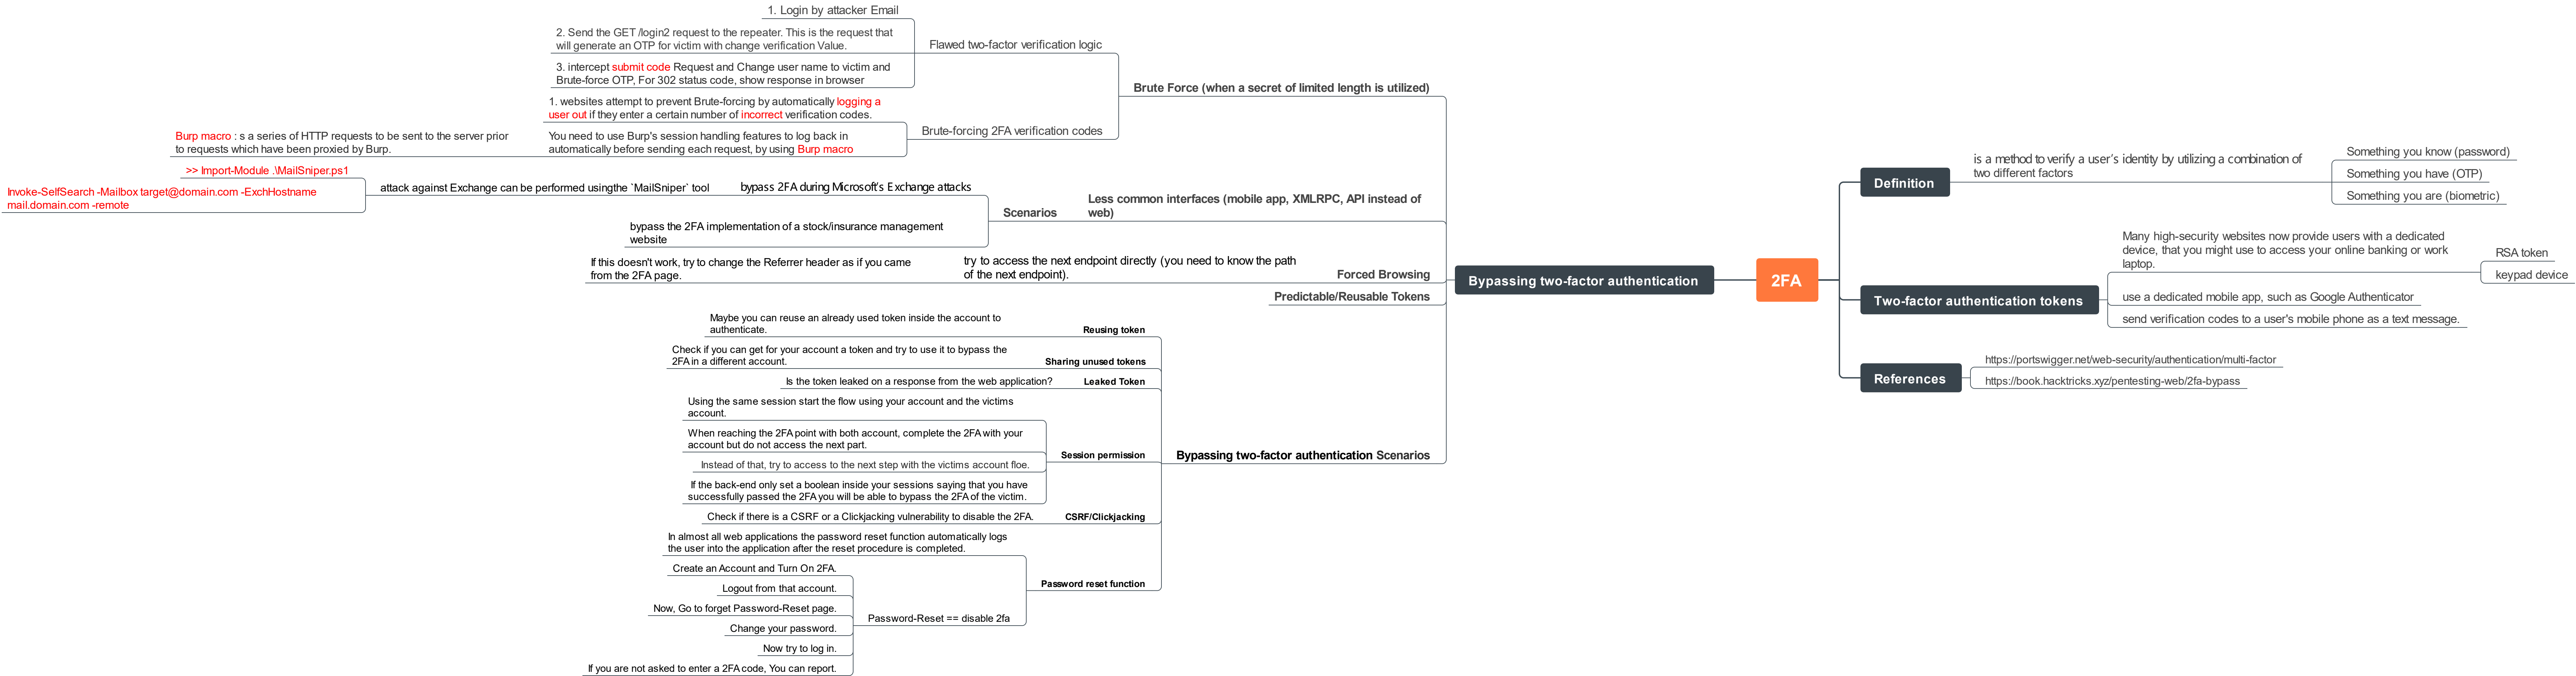 2FA
Definition
is a method to verify a user's identity by utilizing a combination of
two different factors
Something you know (password)
Something you have (OTP)
Something you are (biometric)
Two-factor authentication tokens
Many high-security websites now provide users with a dedicated
device, that you might use to access your online banking or work
laptop.
RSA token
keypad device
use a dedicated mobile app, such as Google Authenticator
send verification codes to a user's mobile phone as a text message.
References
https://portswigger.net/web-security/authentication/multi-factor
https://book.hacktricks.xyz/pentesting-web/2fa-bypass
Bypassing two-factor authentication
Brute Force (when a secret of limited length is utilized)
Flawed two-factor verification logic
1. Login by attacker Email
2. Send the GET /login2 request to the repeater. This is the request that
will generate an OTP for victim with change verification Value.
3. intercept submit code Request and Change user name to victim and
Brute-force OTP, For 302 status code, show response in browser
Brute-forcing 2FA verification codes
1. websites attempt to prevent Brute-forcing by automatically logging a
user out if they enter a certain number of incorrect verification codes.
You need to use Burp's session handling features to log back in
automatically before sending each request, by using Burp macro
Burp macro : s a series of HTTP requests to be sent to the server prior
to requests which have been proxied by Burp.
Less common interfaces (mobile app, XMLRPC, API instead of
web)
Scenarios
bypass 2FA during Microsoft's Exchange attacks
attack against Exchange can be performed usingthe `MailSniper` tool
>> Import-Module .\MailSniper.ps1
Invoke-SelfSearch -Mailbox target@domain.com -ExchHostname
mail.domain.com -remote
bypass the 2FA implementation of a stock/insurance management
website
Forced Browsing
try to access the next endpoint directly (you need to know the path
of the next endpoint).
If this doesn't work, try to change the Referrer header as if you came
from the 2FA page.
Predictable/Reusable Tokens
Bypassing two-factor authentication Scenarios
Reusing token
Maybe you can reuse an already used token inside the account to
authenticate.
Sharing unused tokens
Check if you can get for your account a token and try to use it to bypass the
2FA in a different account.
Leaked Token
Is the token leaked on a response from the web application?
Session permission
Using the same session start the flow using your account and the victims
account.
When reaching the 2FA point with both account, complete the 2FA with your
account but do not access the next part.
Instead of that, try to access to the next step with the victims account floe.
If the back-end only set a boolean inside your sessions saying that you have
successfully passed the 2FA you will be able to bypass the 2FA of the victim.
CSRF/Clickjacking
Check if there is a CSRF or a Clickjacking vulnerability to disable the 2FA.
Password reset function
In almost all web applications the password reset function automatically logs
the user into the application after the reset procedure is completed.
Password-Reset == disable 2fa
Create an Account and Turn On 2FA.
Logout from that account.
Now, Go to forget Password-Reset page.
Change your password.
Now try to log in.
If you are not asked to enter a 2FA code, You can report.